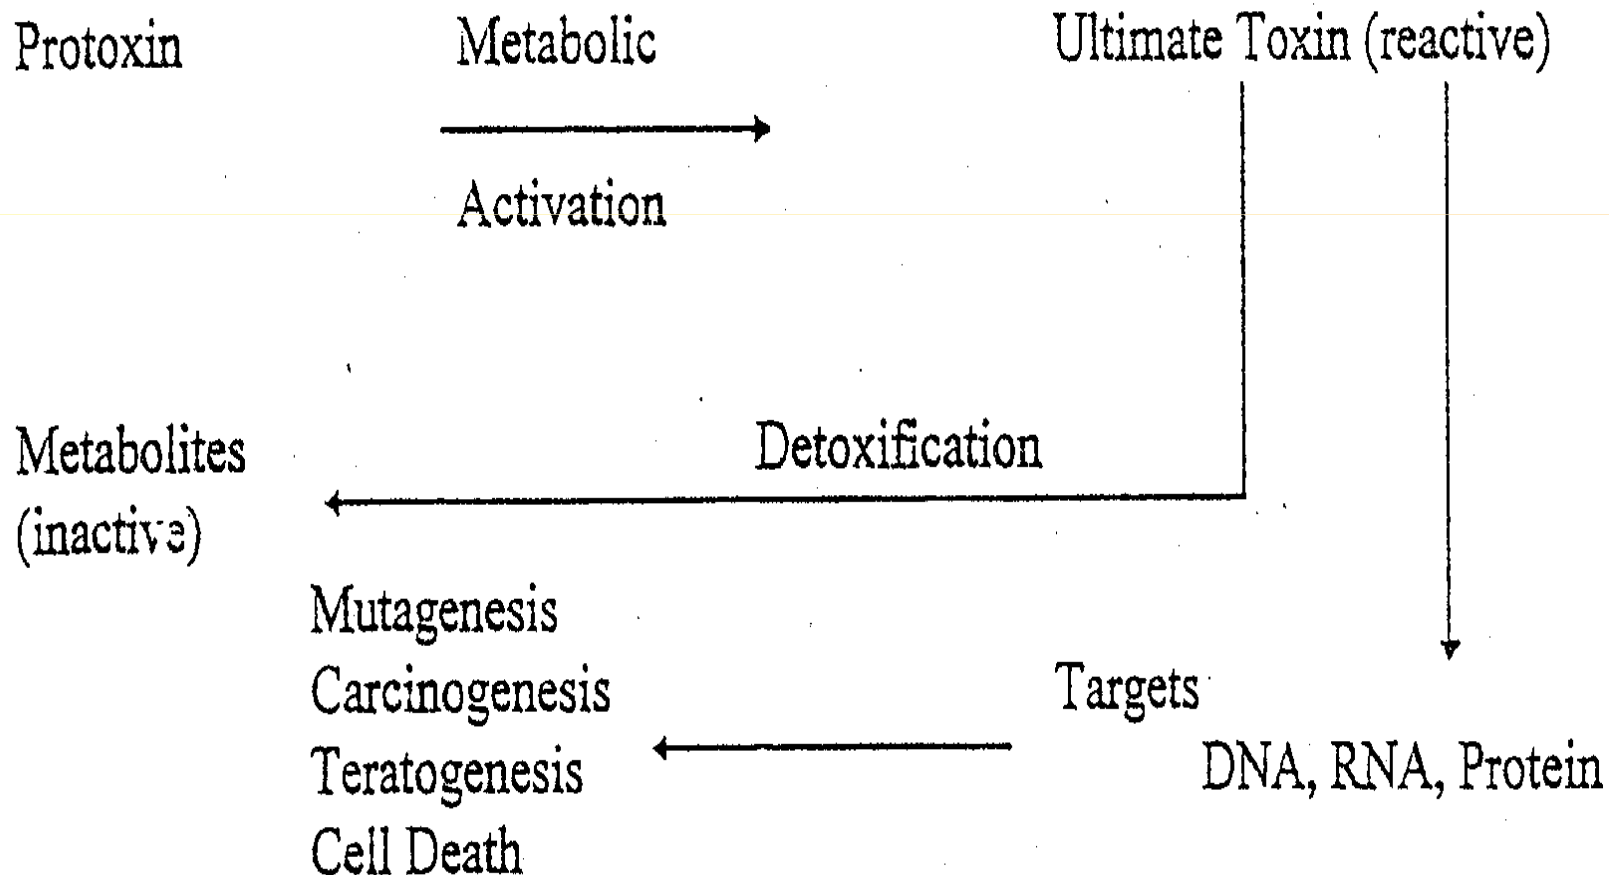 Protoxin
Metabolic
Activation
Ultimate Toxin (reactive)
Detoxification
Metabolites
(inactive)
Targets
DNA, RNA, Protein
Mutagenesis
Carcinogenesis
Teratogenesis
Cell Death